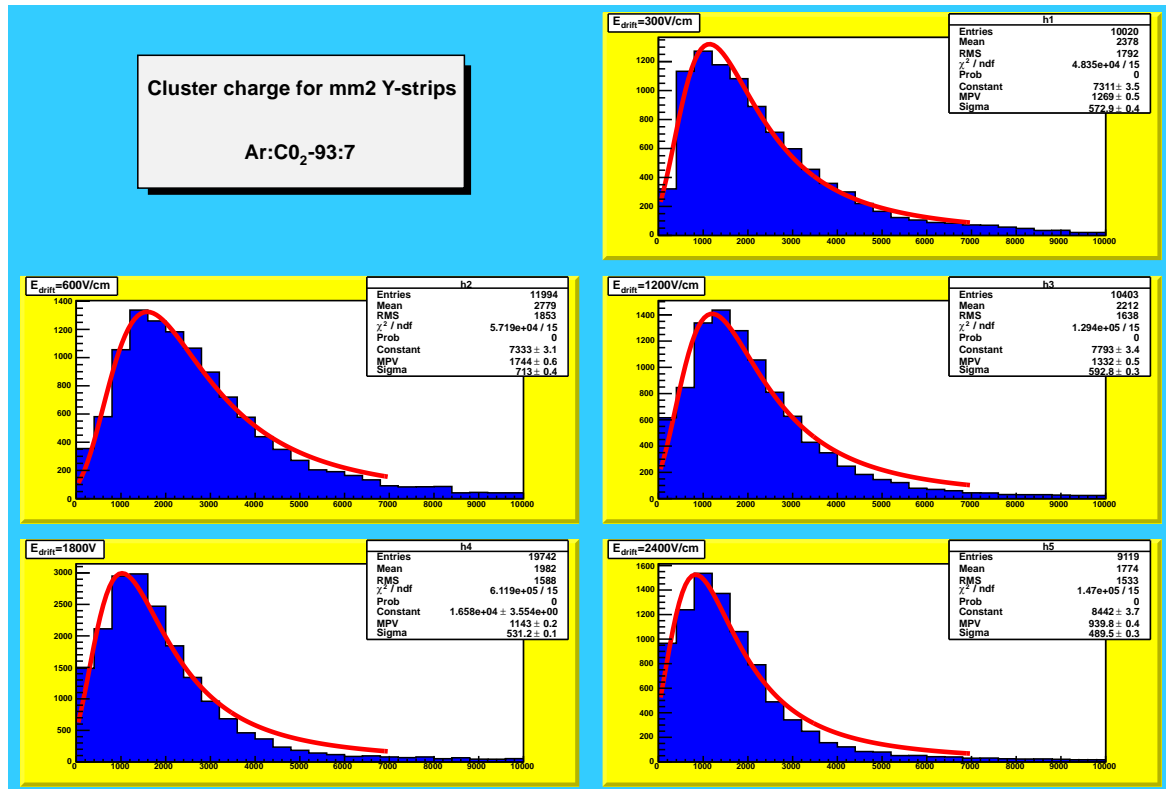 Cluster charge for mm2 Y-strips
Ar:C0₂-93:7
E_drift=300V/cm
h1
Entries 10020
Mean 2378
RMS 1792
χ² / ndf 4.835e+04 / 15
Prob 0
Constant 7311 ± 3.5
MPV 1269 ± 0.5
Sigma 572.9 ± 0.4
1200
1000
800
600
400
200
0
0 1000 2000 3000 4000 5000 6000 7000 8000 9000 10000
E_drift=600V/cm
h2
Entries 11994
Mean 2779
RMS 1853
χ² / ndf 5.719e+04 / 15
Prob 0
Constant 7333 ± 3.1
MPV 1744 ± 0.6
Sigma 713 ± 0.4
1400
1200
1000
800
600
400
200
0
0 1000 2000 3000 4000 5000 6000 7000 8000 9000 10000
E_drift=1200V/cm
h3
Entries 10403
Mean 2212
RMS 1638
χ² / ndf 1.294e+05 / 15
Prob 0
Constant 7793 ± 3.4
MPV 1332 ± 0.5
Sigma 592.8 ± 0.3
1400
1200
1000
800
600
400
200
0
0 1000 2000 3000 4000 5000 6000 7000 8000 9000 10000
E_drift=1800V
h4
Entries 19742
Mean 1982
RMS 1588
χ² / ndf 6.119e+05 / 15
Prob 0
Constant 1.658e+04 ± 3.554e+00
MPV 1143 ± 0.2
Sigma 531.2 ± 0.1
3000
2500
2000
1500
1000
500
0
0 1000 2000 3000 4000 5000 6000 7000 8000 9000 10000
E_drift=2400V/cm
h5
Entries 9119
Mean 1774
RMS 1533
χ² / ndf 1.47e+05 / 15
Prob 0
Constant 8442 ± 3.7
MPV 939.8 ± 0.4
Sigma 489.5 ± 0.3
1600
1400
1200
1000
800
600
400
200
0
0 1000 2000 3000 4000 5000 6000 7000 8000 9000 10000